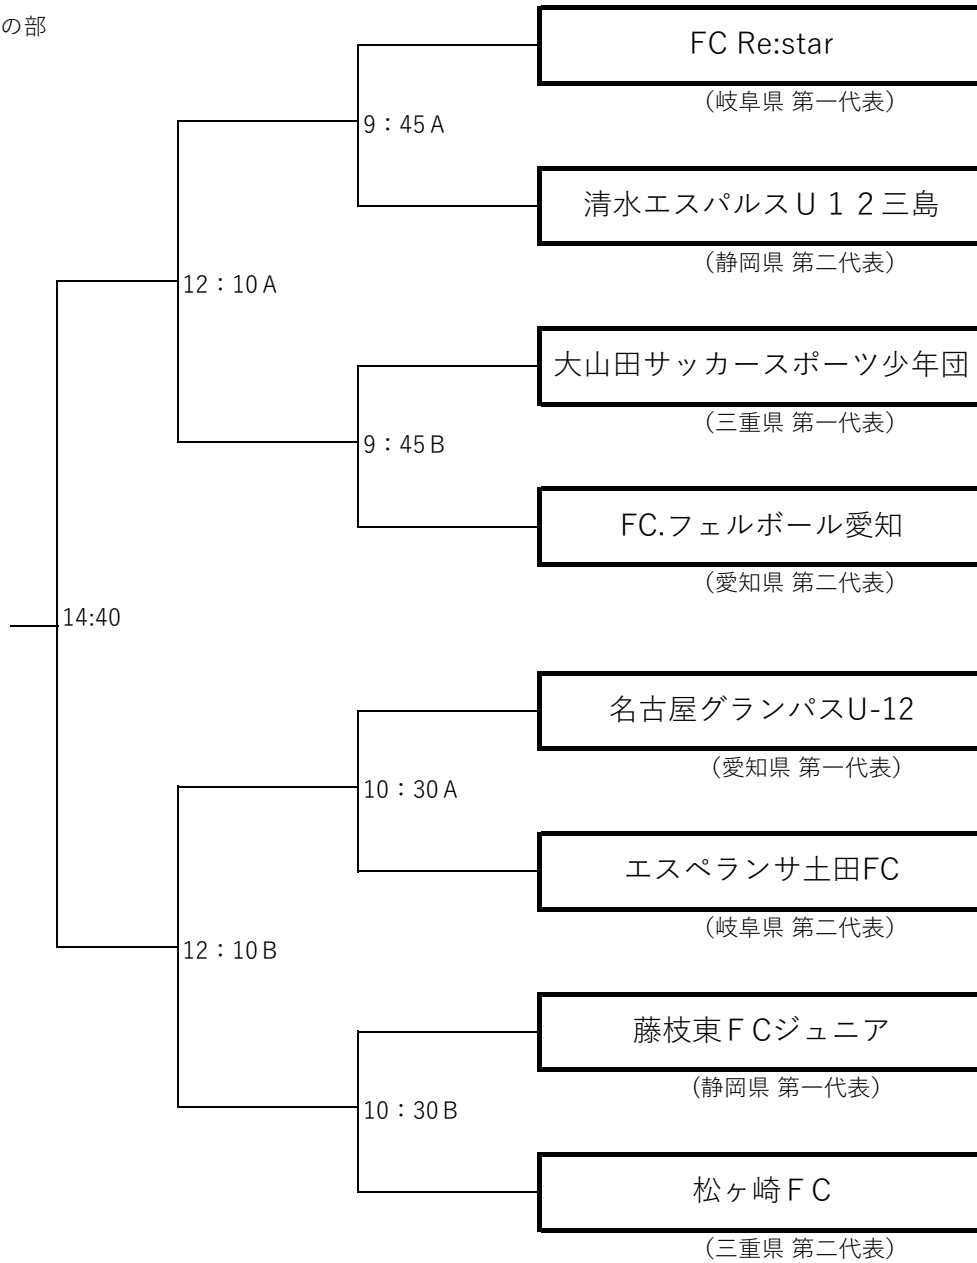 の部
FC Re:star
（岐阜県 第一代表）
9：45Ａ
清水エスパルスＵ１２三島
（静岡県 第二代表）
12：10Ａ
大山田サッカースポーツ少年団
（三重県 第一代表）
9：45Ｂ
FC.フェルボール愛知
（愛知県 第二代表）
14:40
名古屋グランパスU-12
（愛知県 第一代表）
10：30Ａ
エスペランサ土田FC
（岐阜県 第二代表）
12：10Ｂ
藤枝東ＦＣジュニア
（静岡県 第一代表）
10：30Ｂ
松ヶ崎ＦＣ
（三重県 第二代表）